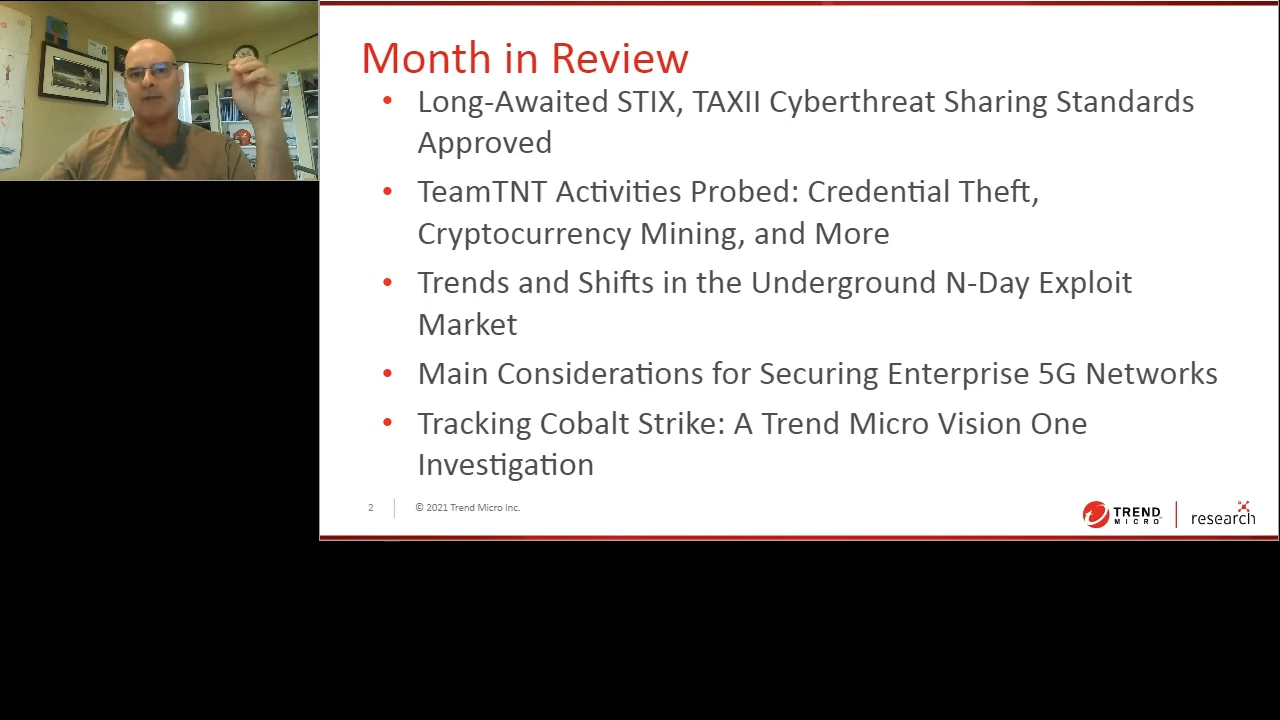 Month in Review
• Long-Awaited STIX, TAXII Cyberthreat Sharing Standards
Approved
• TeamTNT Activities Probed: Credential Theft,
Cryptocurrency Mining, and More
• Trends and Shifts in the Underground N-Day Exploit
Market
• Main Considerations for Securing Enterprise 5G Networks
• Tracking Cobalt Strike: A Trend Micro Vision One
Investigation
2 © 2021 Trend Micro Inc.
TREND MICRO research